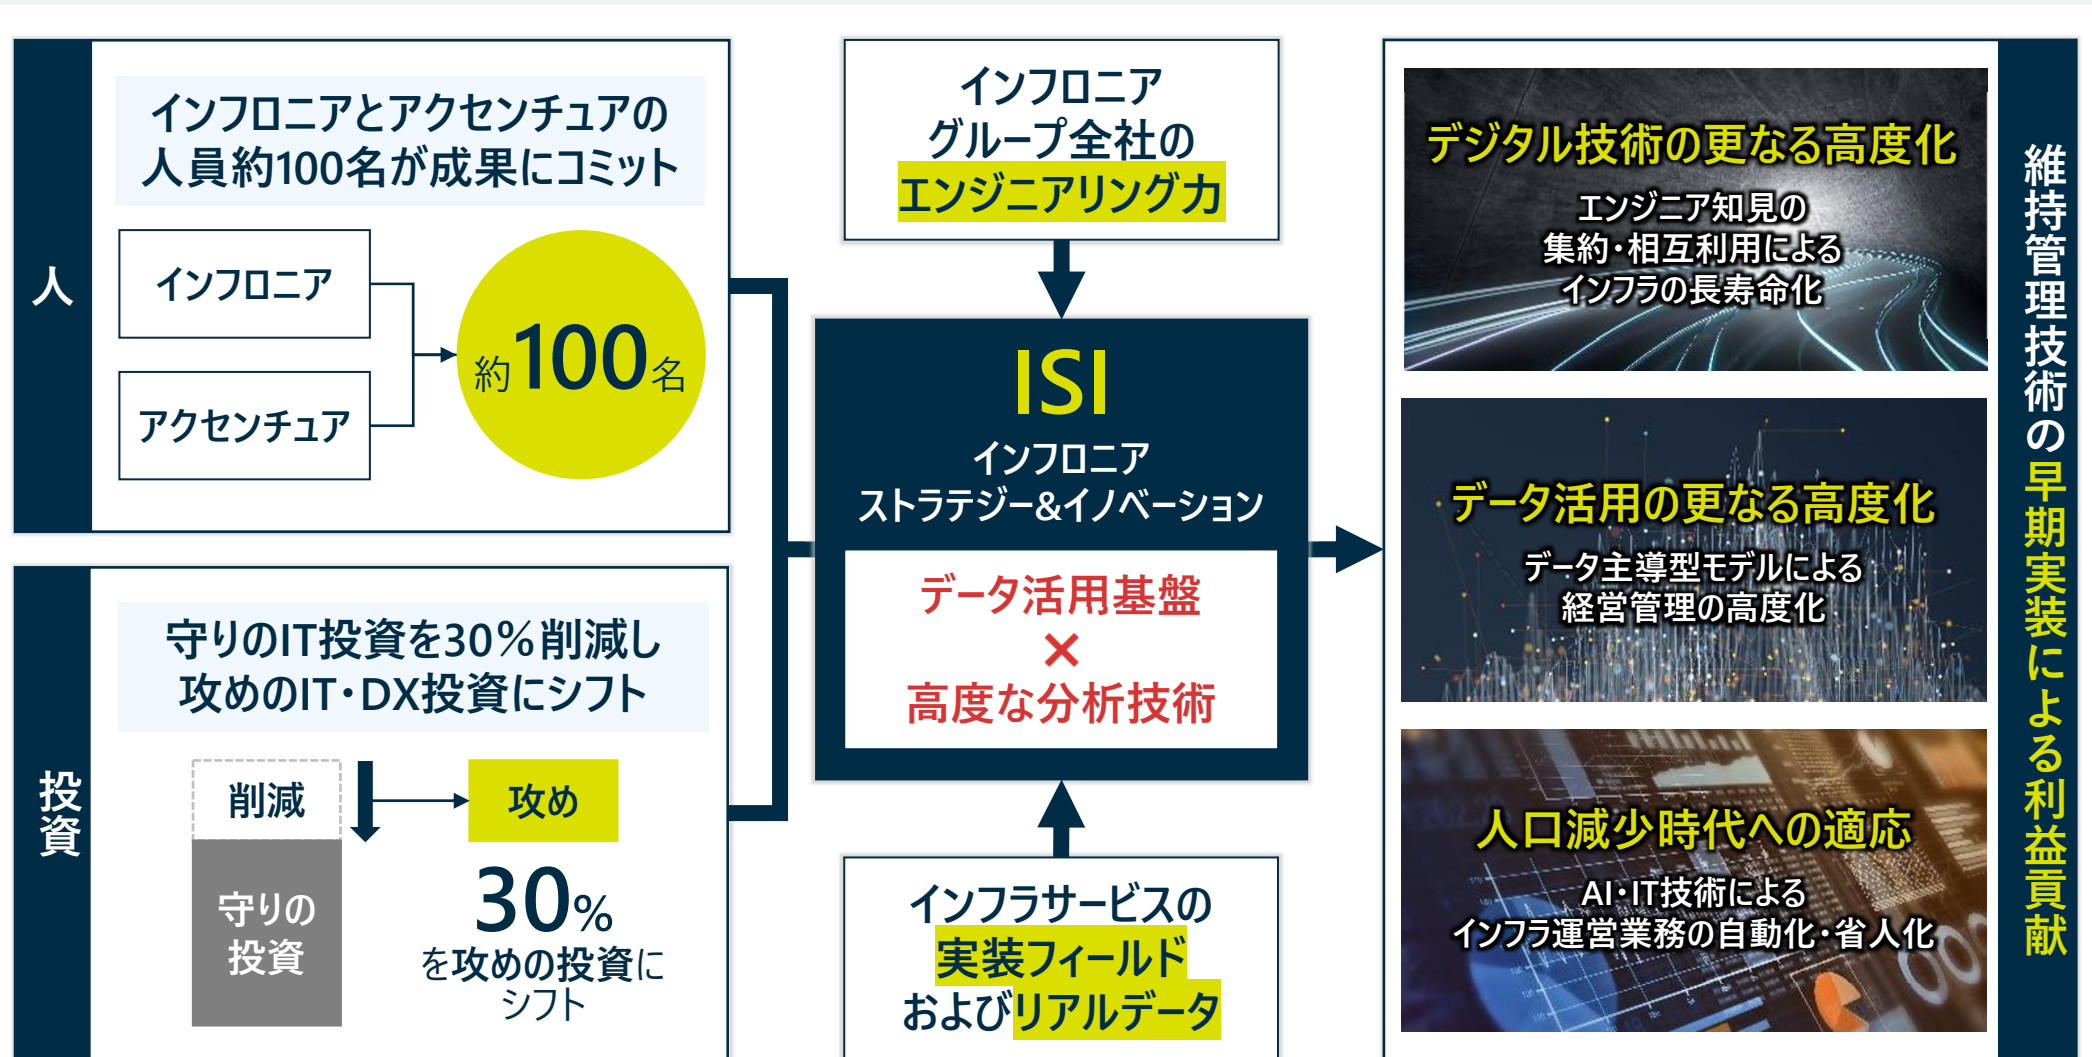 人
インフロニアとアクセンチュアの
人員約100名が成果にコミット
インフロニア
アクセンチュア
約100名
投資
守りのIT投資を30%削減し
攻めのIT・DX投資にシフト
削減
守りの
投資
攻め
30%
を攻めの投資に
シフト
インフロニア
グループ全社の
エンジニアリング力
ISI
インフロニア
ストラテジー&イノベーション
データ活用基盤
×
高度な分析技術
インフラサービスの
実装フィールド
およびリアルデータ
デジタル技術の更なる高度化
エンジニア知見の
集約・相互利用による
インフラの長寿命化
データ活用の更なる高度化
データ主導型モデルによる
経営管理の高度化
人口減少時代への適応
AI・IT技術による
インフラ運営業務の自動化・省人化
維持管理技術の早期実装による利益貢献